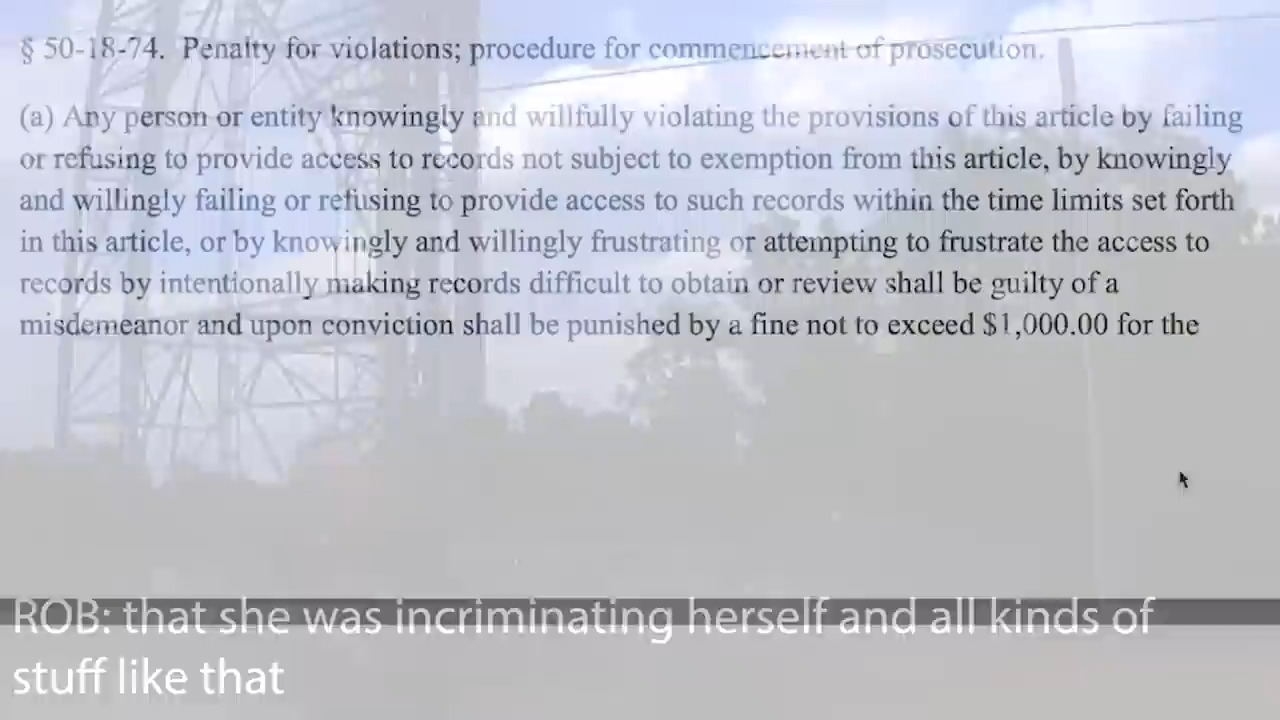 § 50-18-74. Penalty for violations; procedure for commencement of prosecution.
(a) Any person or entity knowingly and willfully violating the provisions of this article by failing
or refusing to provide access to records not subject to exemption from this article, by knowingly
and willingly failing or refusing to provide access to such records within the time limits set forth
in this article, or by knowingly and willingly frustrating or attempting to frustrate the access to
records by intentionally making records difficult to obtain or review shall be guilty of a
misdemeanor and upon conviction shall be punished by a fine not to exceed $1,000.00 for the
ROB: that she was incriminating herself and all kinds of
stuff like that